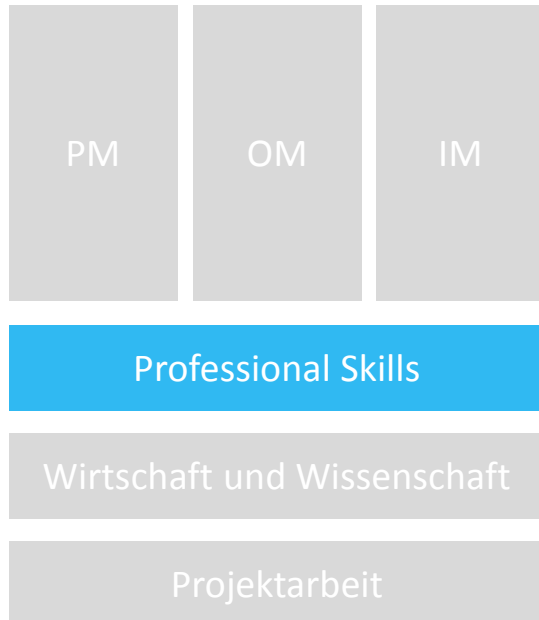 PM OM IM
Professional Skills
Wirtschaft und Wissenschaft
Projektarbeit